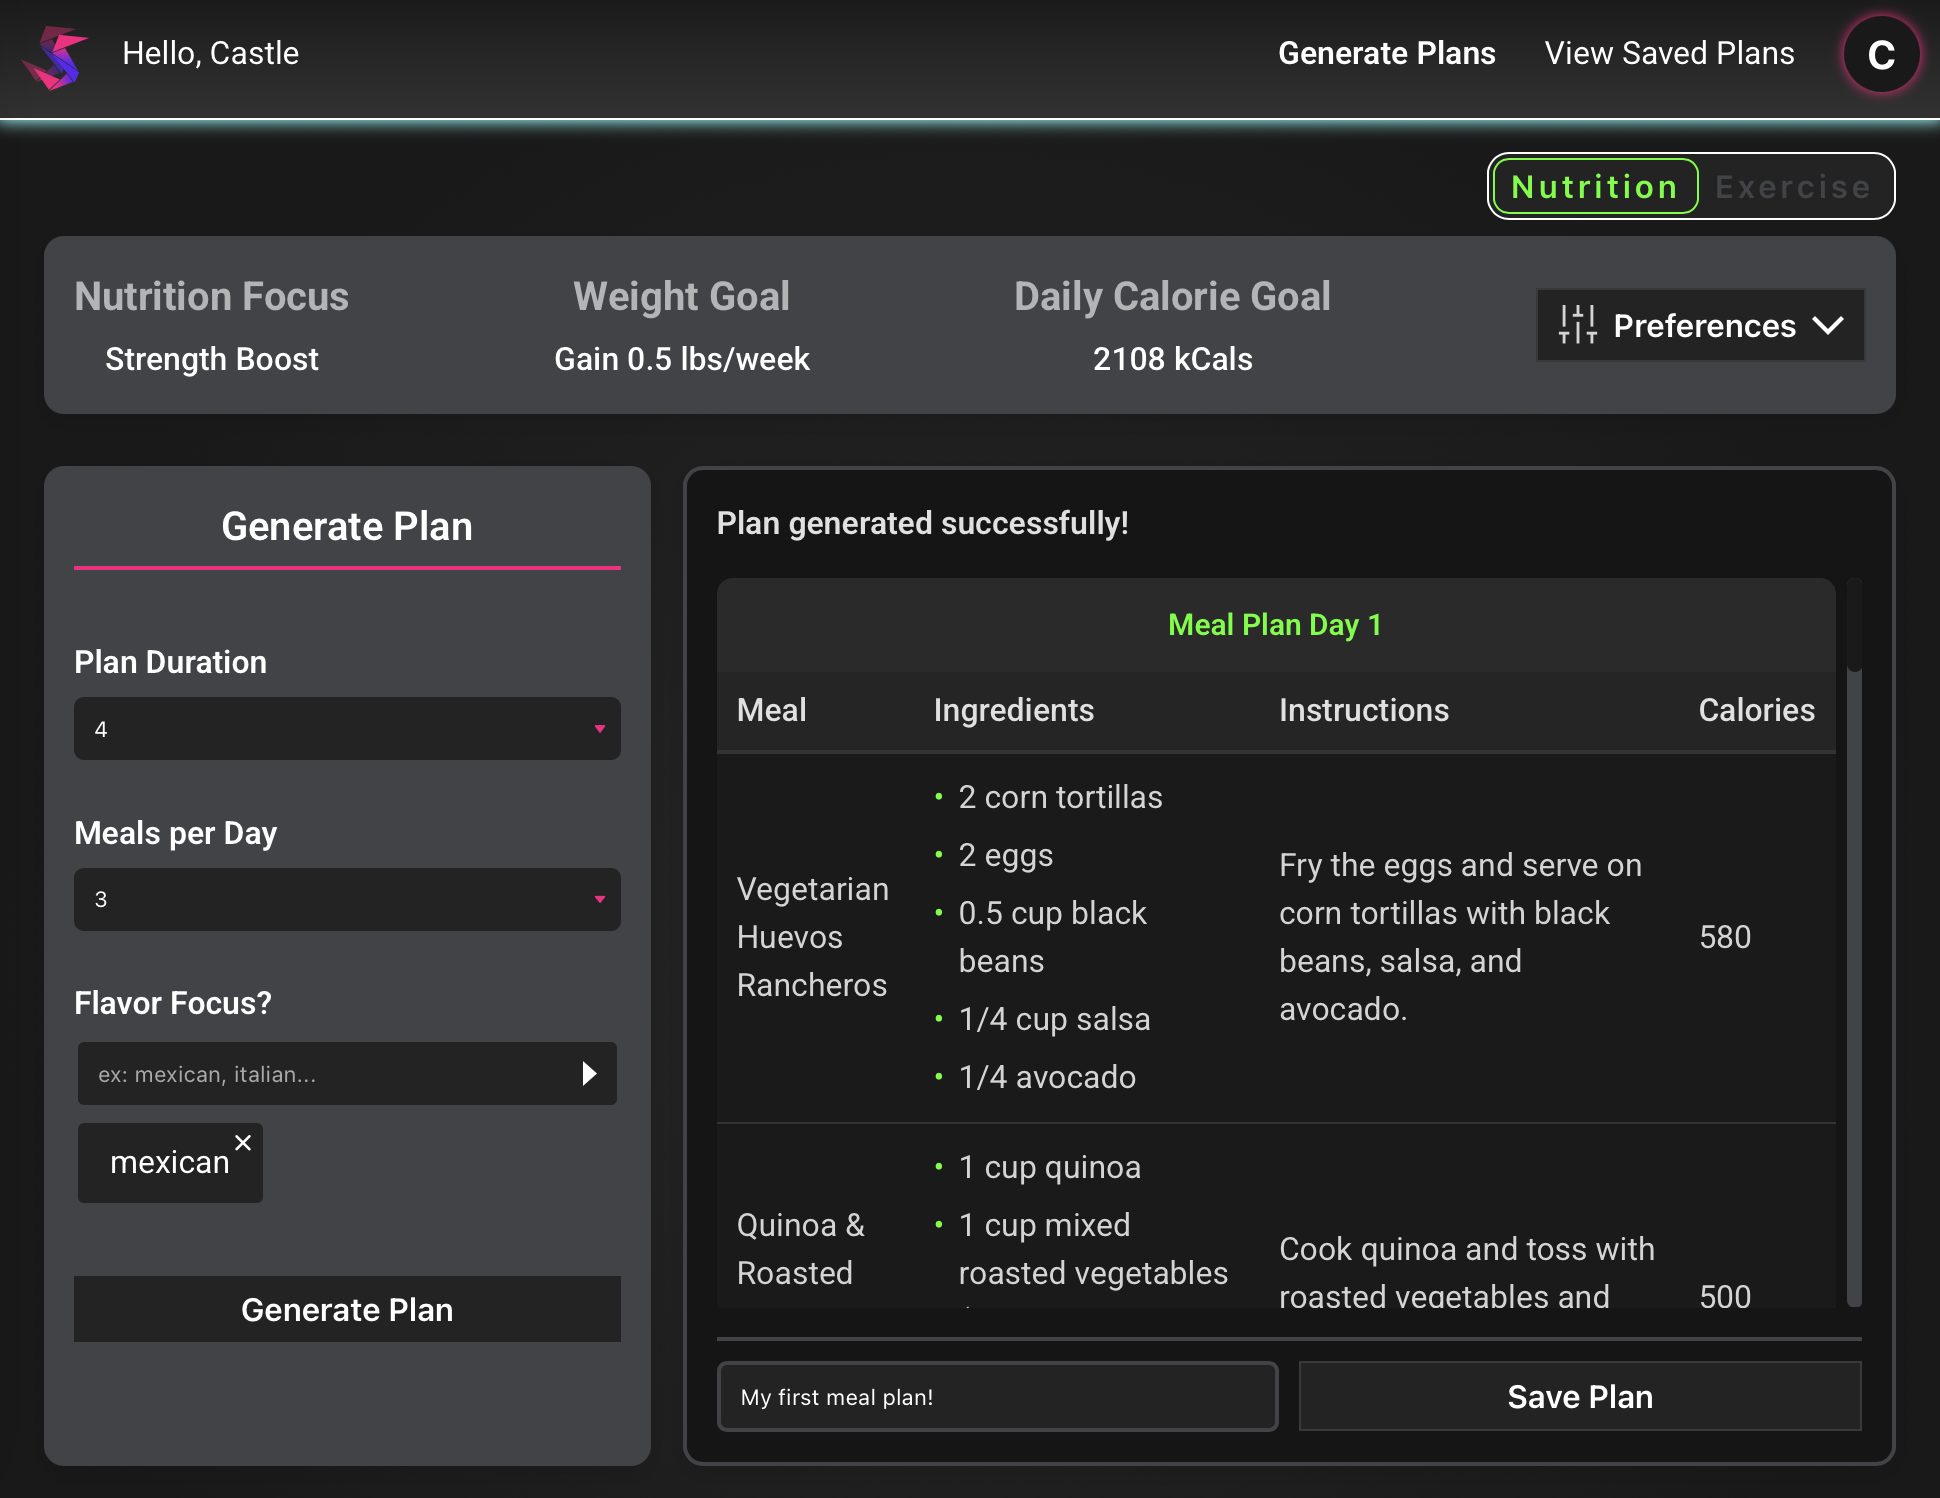 Hello, Castle
Generate Plans
View Saved Plans
C
Nutrition
Exercise
Nutrition Focus
Strength Boost
Weight Goal
Gain 0.5 lbs/week
Daily Calorie Goal
2108 kCals
Preferences
Generate Plan
Plan Duration
4
Meals per Day
3
Flavor Focus?
ex: mexican, italian...
mexican
Generate Plan
Plan generated successfully!
Meal Plan Day 1
Meal
Ingredients
Instructions
Calories
Vegetarian
Huevos
Rancheros
• 2 corn tortillas
• 2 eggs
• 0.5 cup black
beans
• 1/4 cup salsa
• 1/4 avocado
Fry the eggs and serve on
corn tortillas with black
beans, salsa, and
avocado.
580
Quinoa &
Roasted
• 1 cup quinoa
• 1 cup mixed
roasted vegetables
Cook quinoa and toss with
roasted vegetables and
500
My first meal plan!
Save Plan